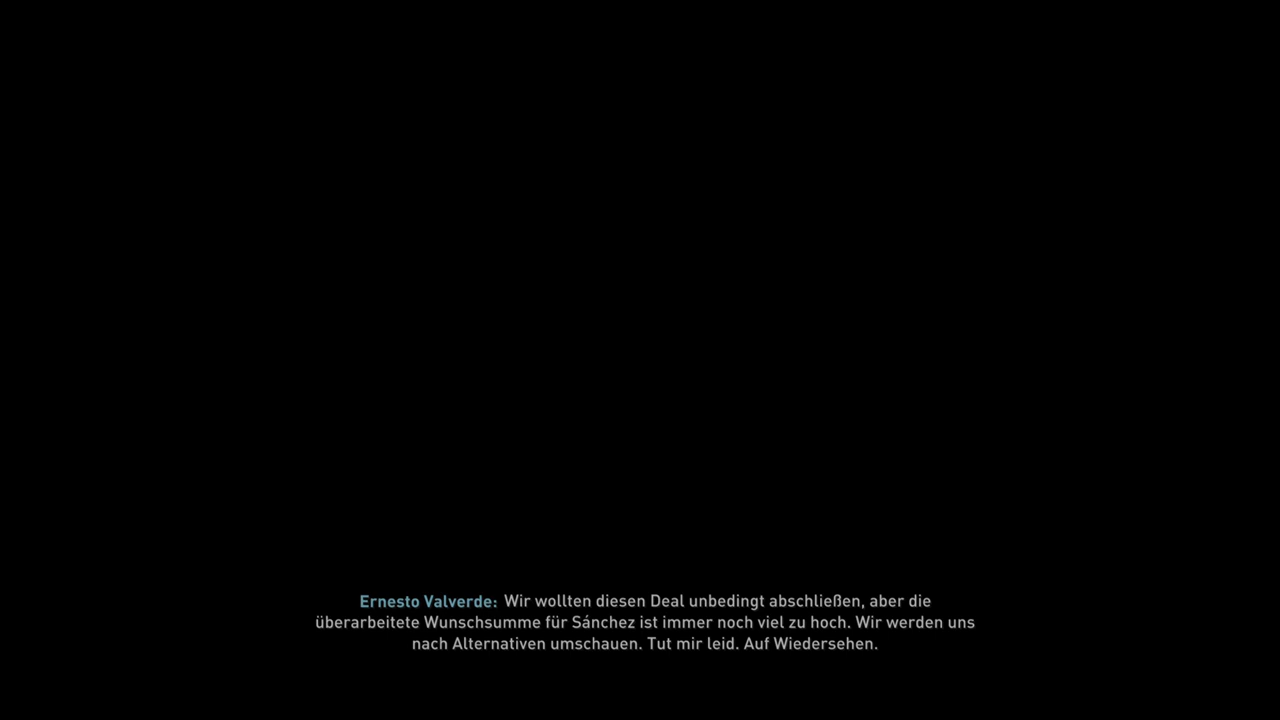 Ernesto Valverde: Wir wollten diesen Deal unbedingt abschließen, aber die
überarbeitete Wunschsumme für Sánchez ist immer noch viel zu hoch. Wir werden uns
nach Alternativen umschauen. Tut mir leid. Auf Wiedersehen.